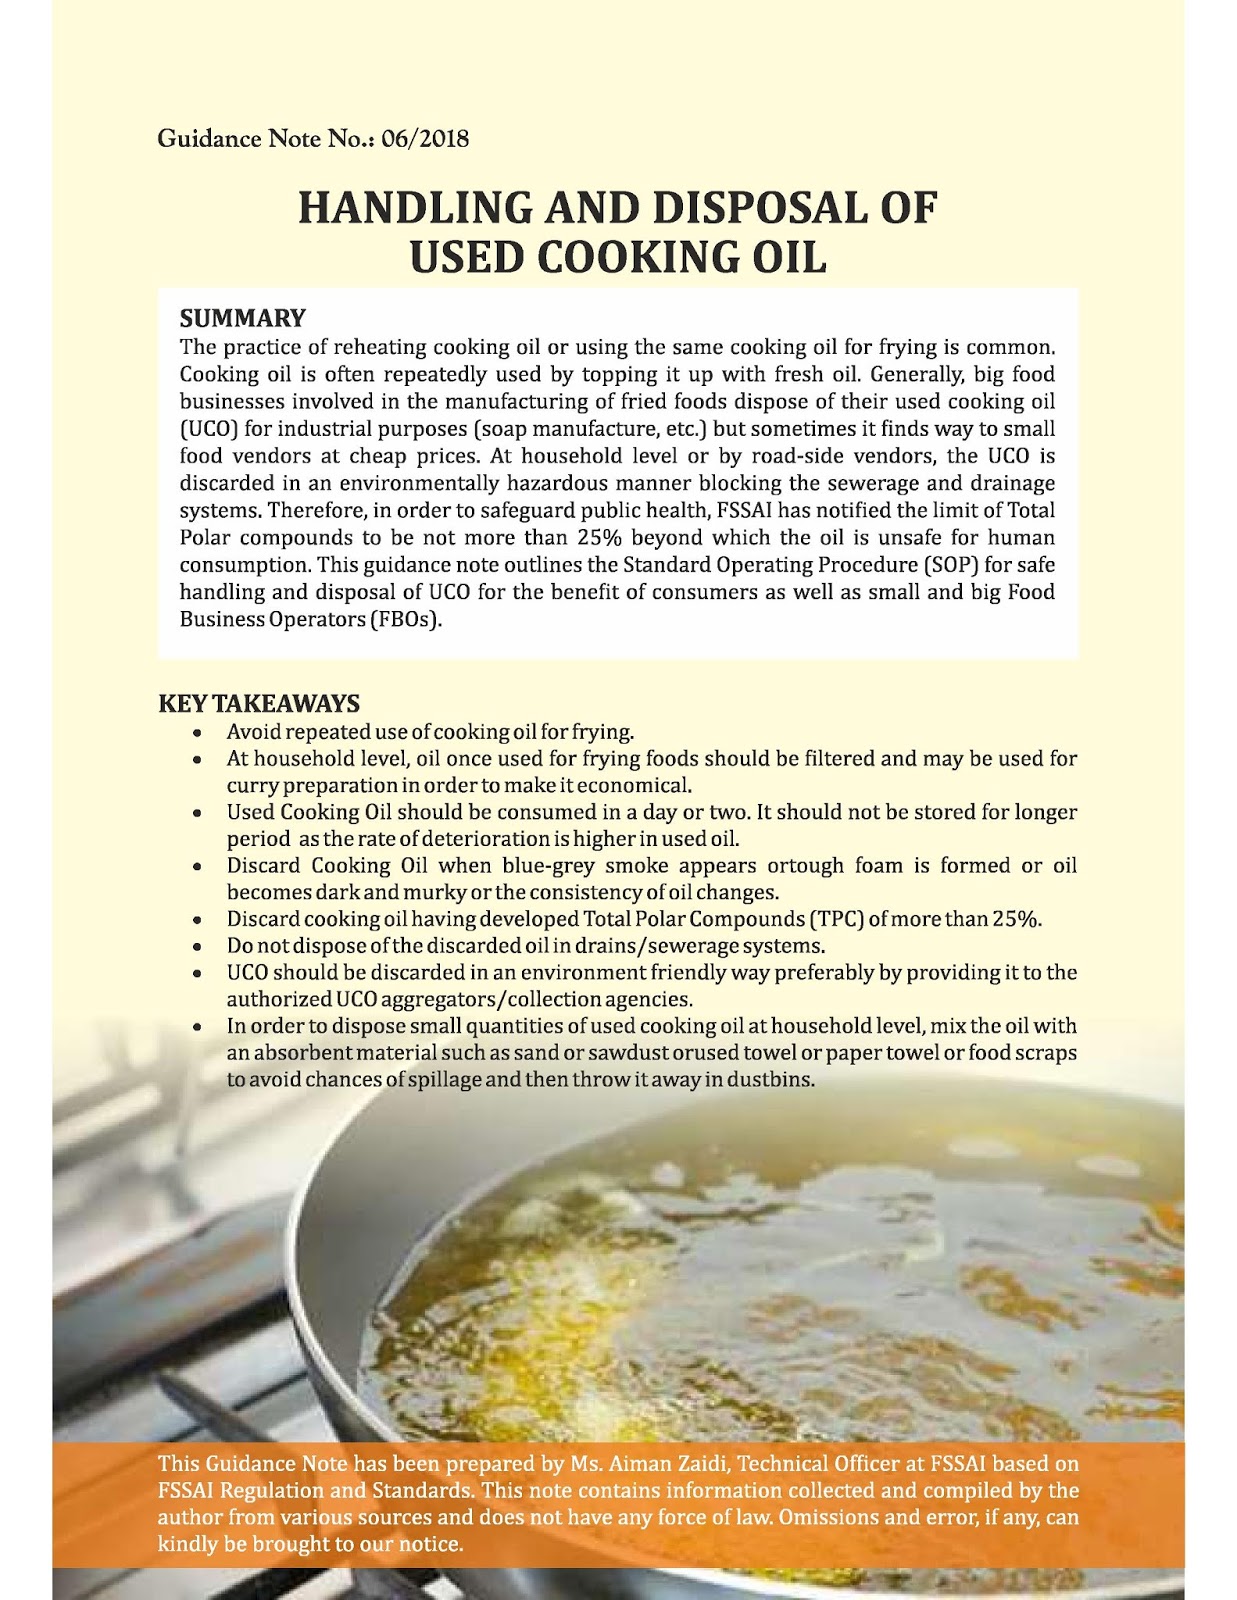 Guidance Note No.: 06/2018
HANDLING AND DISPOSAL OF
USED COOKING OIL
SUMMARY
The practice of reheating cooking oil or using the same cooking oil for frying is common.
Cooking oil is often repeatedly used by topping it up with fresh oil. Generally, big food
businesses involved in the manufacturing of fried foods dispose of their used cooking oil
(UCO) for industrial purposes (soap manufacture, etc.) but sometimes it finds way to small
food vendors at cheap prices. At household level or by road-side vendors, the UCO is
discarded in an environmentally hazardous manner blocking the sewerage and drainage
systems. Therefore, in order to safeguard public health, FSSAI has notified the limit of Total
Polar compounds to be not more than 25% beyond which the oil is unsafe for human
consumption. This guidance note outlines the Standard Operating Procedure (SOP) for safe
handling and disposal of UCO for the benefit of consumers as well as small and big Food
Business Operators (FBOs).
KEY TAKEAWAYS
• Avoid repeated use of cooking oil for frying.
• At household level, oil once used for frying foods should be filtered and may be used for
curry preparation in order to make it economical.
• Used Cooking Oil should be consumed in a day or two. It should not be stored for longer
period as the rate of deterioration is higher in used oil.
• Discard Cooking Oil when blue-grey smoke appears ortough foam is formed or oil
becomes dark and murky or the consistency of oil changes.
• Discard cooking oil having developed Total Polar Compounds (TPC) of more than 25%.
• Do not dispose of the discarded oil in drains/sewerage systems.
• UCO should be discarded in an environment friendly way preferably by providing it to the
authorized UCO aggregators/collection agencies.
• In order to dispose small quantities of used cooking oil at household level, mix the oil with
an absorbent material such as sand or sawdust orused towel or paper towel or food scraps
to avoid chances of spillage and then throw it away in dustbins.
This Guidance Note has been prepared by Ms. Aiman Zaidi, Technical Officer at FSSAI based on
FSSAI Regulation and Standards. This note contains information collected and compiled by the
author from various sources and does not have any force of law. Omissions and error, if any, can
kindly be brought to our notice.